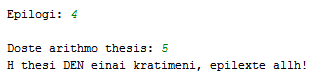 Epilogi: 4
Doste arithmo thesis: 5
H thesi DEN einai kratimeni, epilexte allh!